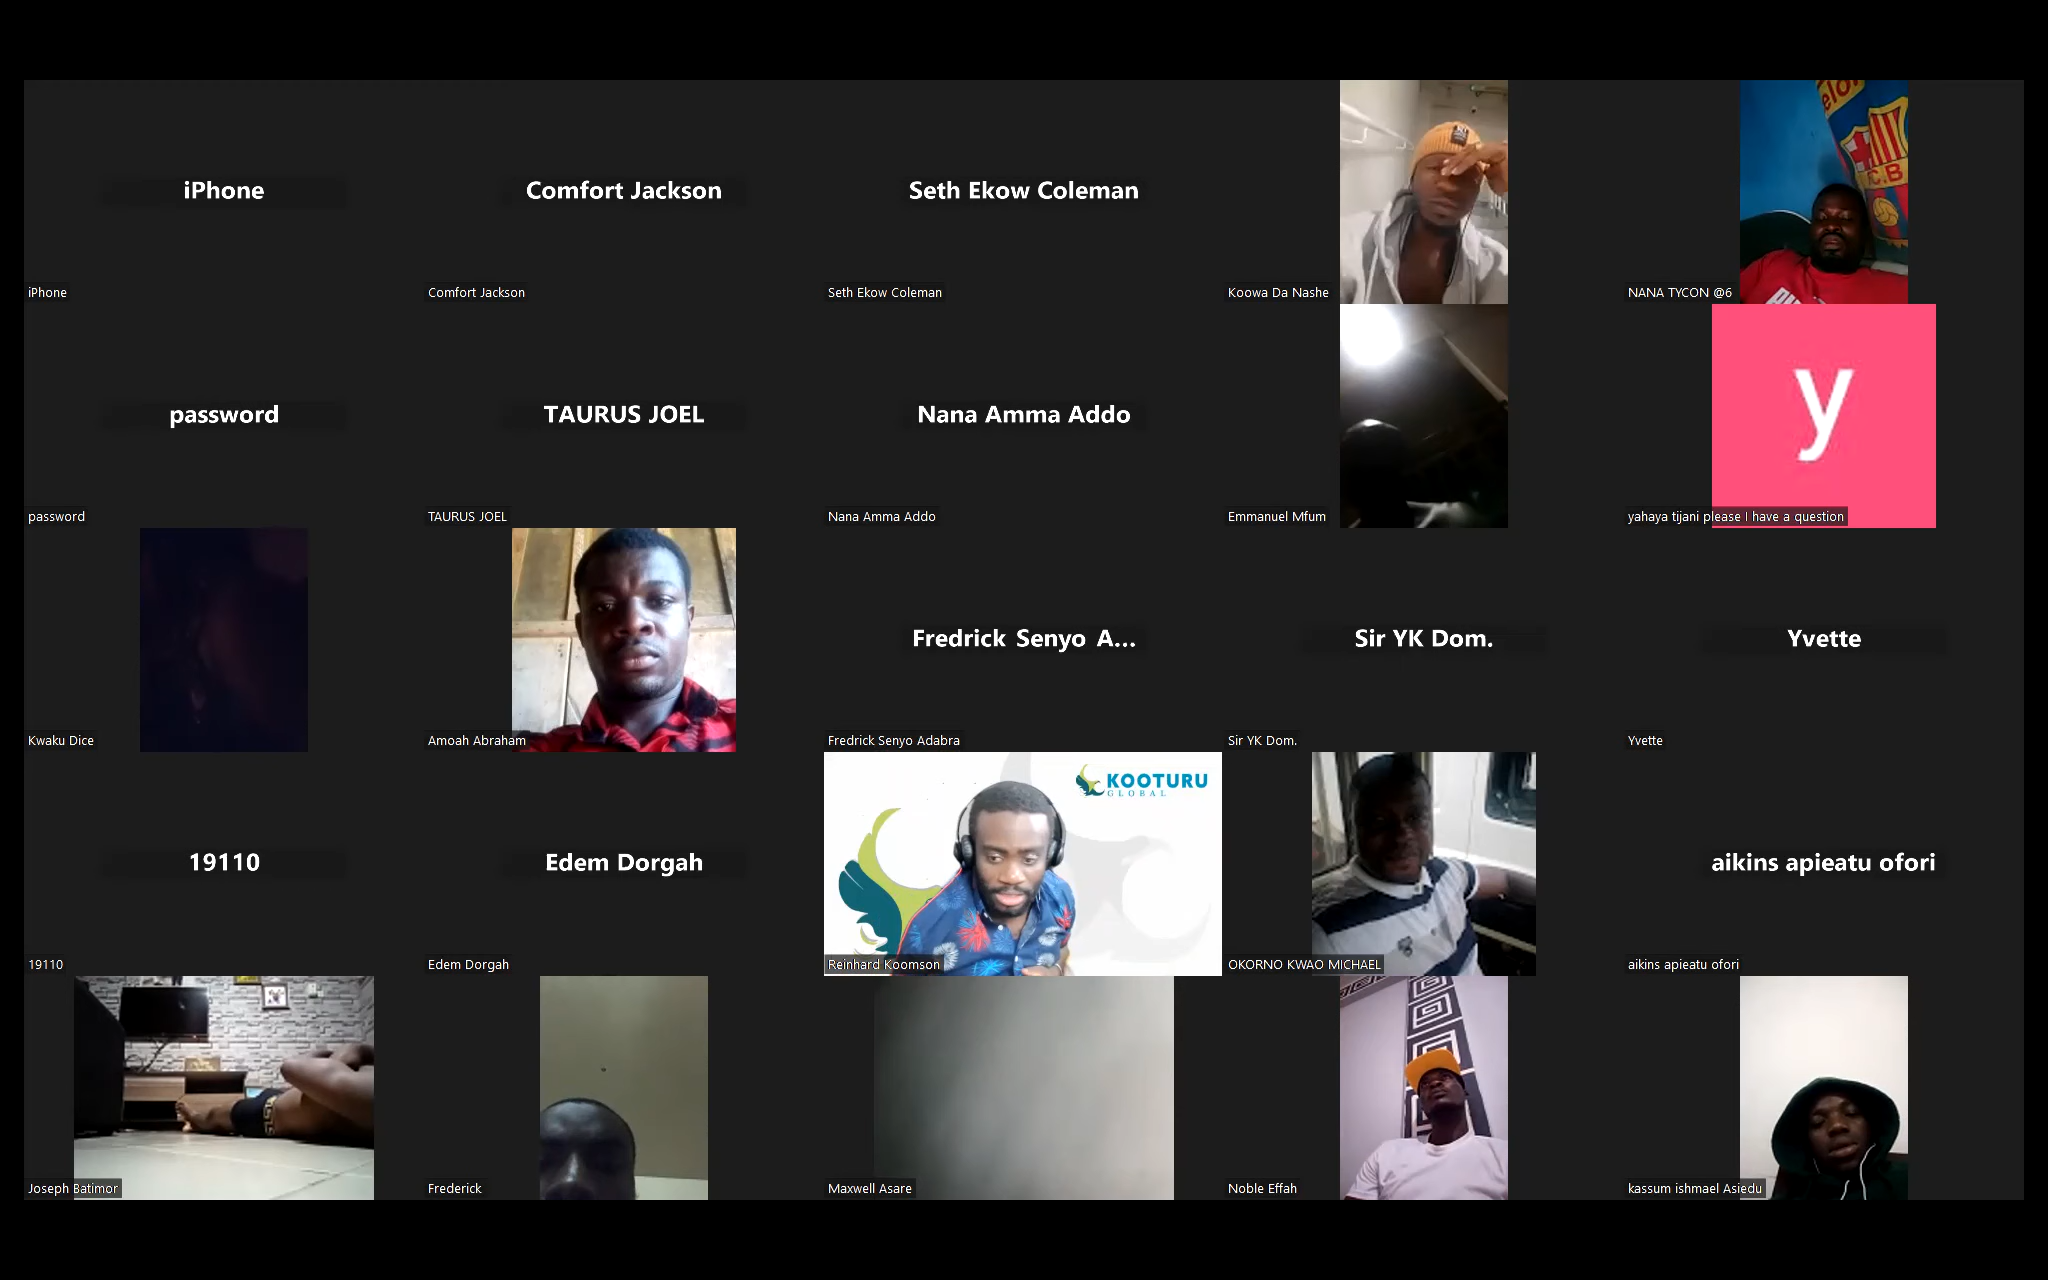 iPhone
iPhone
Comfort Jackson
Comfort Jackson
Seth Ekow Coleman
Seth Ekow Coleman
Koowa Da Nashe
elon
C.B
NANA TYCON @6
password
password
TAURUS JOEL
TAURUS JOEL
Nana Amma Addo
Nana Amma Addo
Emmanuel Mfum
y
yahaya tijani please I have a question
Kwaku Dice
Amoah Abraham
Fredrick Senyo A...
Fredrick Senyo Adabra
Sir YK Dom.
Sir YK Dom.
Yvette
Yvette
19110
19110
Edem Dorgah
Edem Dorgah
KOOTURU
GLOBAL
Reinhard Koomson
OKORNO KWAO MICHAEL
aikins apieatu ofori
aikins apieatu ofori
Joseph Batimor
Frederick
Maxwell Asare
Noble Effah
kassum ishmael Asiedu